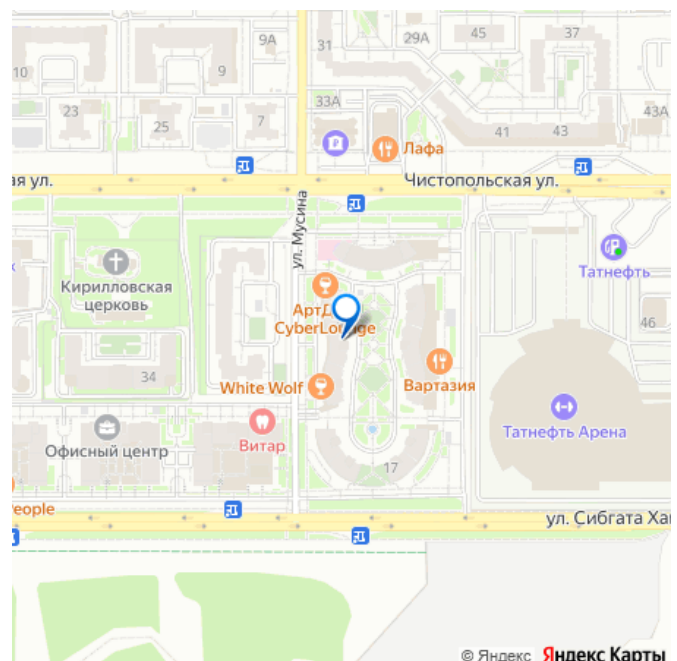 9А
31
29А
45
37
10
9
33А
23
25
7
41
43
43А
Лафа
ая ул.
Чистопольская ул.
ул. Мусина
Кирилловская
церковь
Татнефть
АртД
CyberLounge
46
34
White Wolf
Вартазия
Татнефть Арена
Витар
Офисный центр
17
People
ул. Сибгата Ха
© Яндекс Яндекс Карты